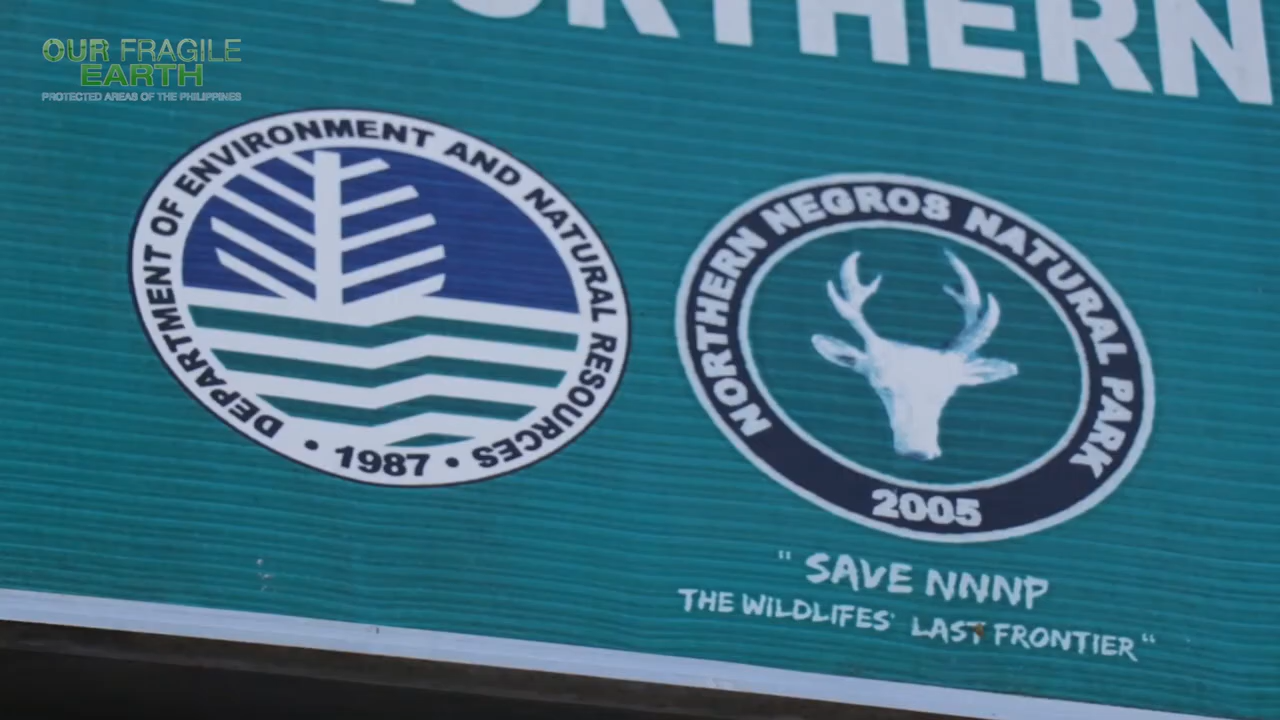 OUR FRAGILE
EARTH
PROTECTED AREAS OF THE PHILIPPINES
DEPARTMENT OF ENVIRONMENT AND NATURAL RESOURCES
• 1987 •
NORTHERN NEGROS NATURAL PARK
2005
" SAVE NNNP
THE WILDLIFES' LAST FRONTIER "